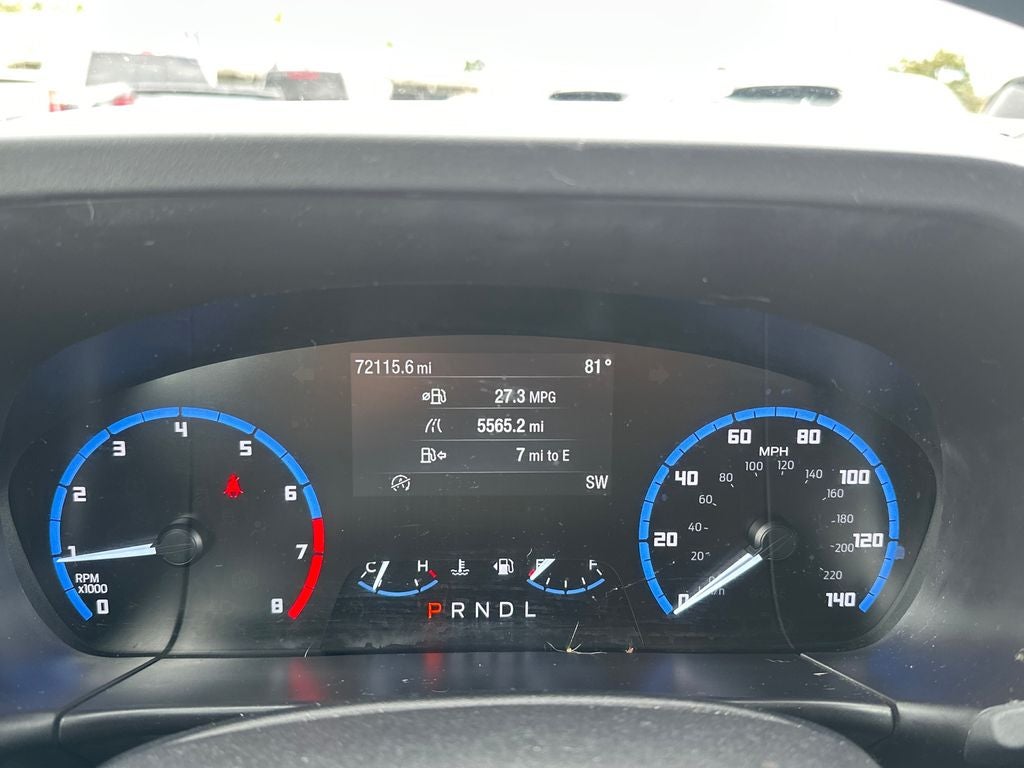 72115.6 mi 81°
ø 27.3 MPG
5565.2 mi
7 mi to E
SW
0 1 2 3 4 5 6 7 8
RPM
x1000
C H
E F
P R N D L
0 20 40 60 80 100 120 140
MPH
20 40 60 80 100 120 140 160 180 200 220